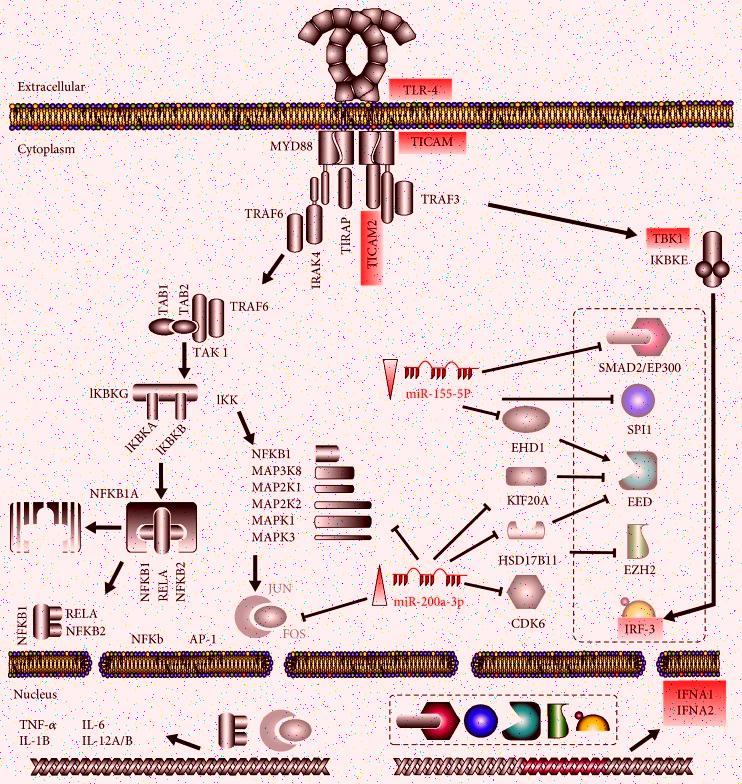 Extracellular
TLR-4
Cytoplasm
MYD88
TICAM
TRAF6
IRAK4
TIRAP
TICAM2
TRAF3
TBK1
IKBKE
TAB1
TAB2
TRAF6
TAK 1
IKBKG
IKK
IKBKA
IKBKB
miR-155-5P
SMAD2/EP300
SPI1
EHD1
EED
KIF20A
HSD17B11
EZH2
CDK6
IRF-3
NFKB1
MAP3K8
MAP2K1
MAP2K2
MAPK1
MAPK3
NFKB1A
NFKB1
RELA
NFKB2
miR-200a-3p
JUN
FOS
NFKB1
RELA
NFKB2
NFKb
AP-1
Nucleus
TNF-α IL-6
IL-1B IL-12A/B
IFNA1
IFNA2